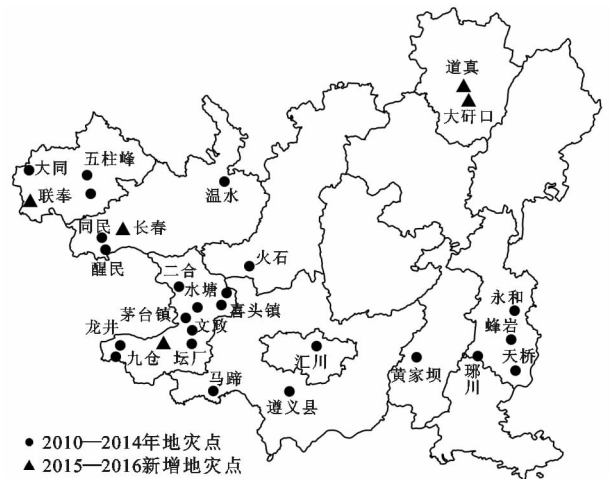 道真
大矸口
大同
五柱峰
联奉
温水
同民
长春
醒民
火石
二合
水塘
茅台镇
喜头镇
文政
龙井
九仓
坛厂
马蹄
汇川
遵义县
黄家坝
永和
蜂岩
天桥
琊川
● 2010—2014年地灾点
▲ 2015—2016新增地灾点